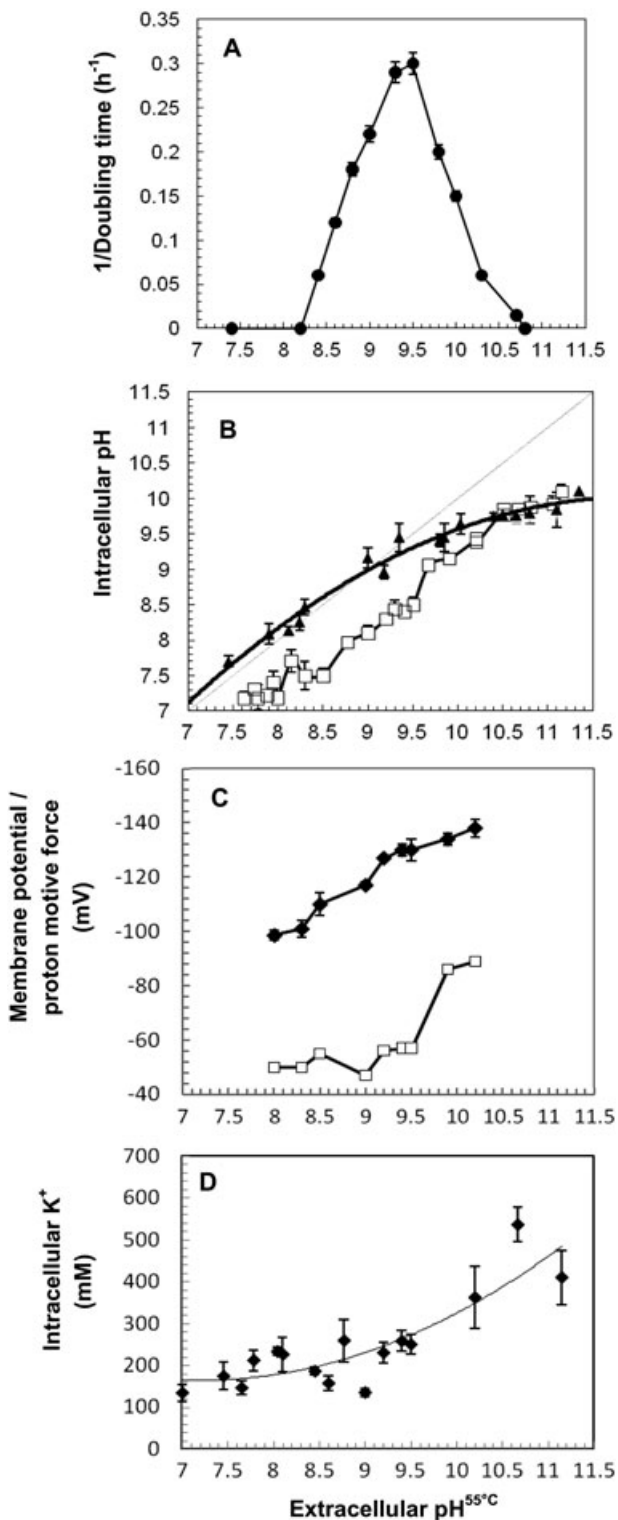 A
1/Doubling time (h⁻¹)
0.35
0.3
0.25
0.2
0.15
0.1
0.05
0
7 7.5 8 8.5 9 9.5 10 10.5 11 11.5
B
Intracellular pH
11.5
11
10.5
10
9.5
9
8.5
8
7.5
7
7 7.5 8 8.5 9 9.5 10 10.5 11 11.5
C
Membrane potential /
proton motive force
(mV)
-160
-140
-120
-100
-80
-60
-40
7 7.5 8 8.5 9 9.5 10 10.5 11 11.5
D
Intracellular K⁺
(mM)
700
600
500
400
300
200
100
0
7 7.5 8 8.5 9 9.5 10 10.5 11 11.5
Extracellular pH⁵⁵°ᶜ